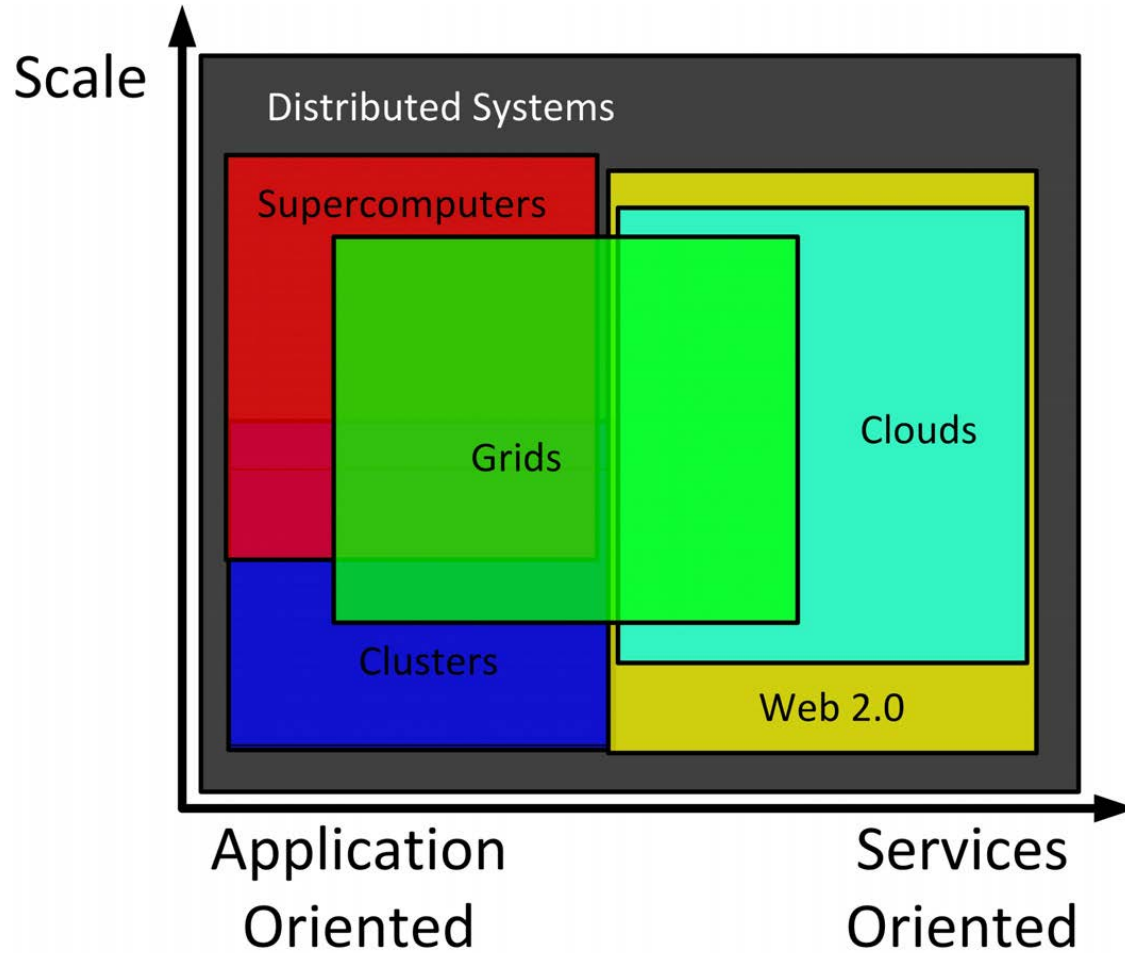 Scale
Distributed Systems
Supercomputers
Grids
Clouds
Clusters
Web 2.0
Application
Oriented
Services
Oriented